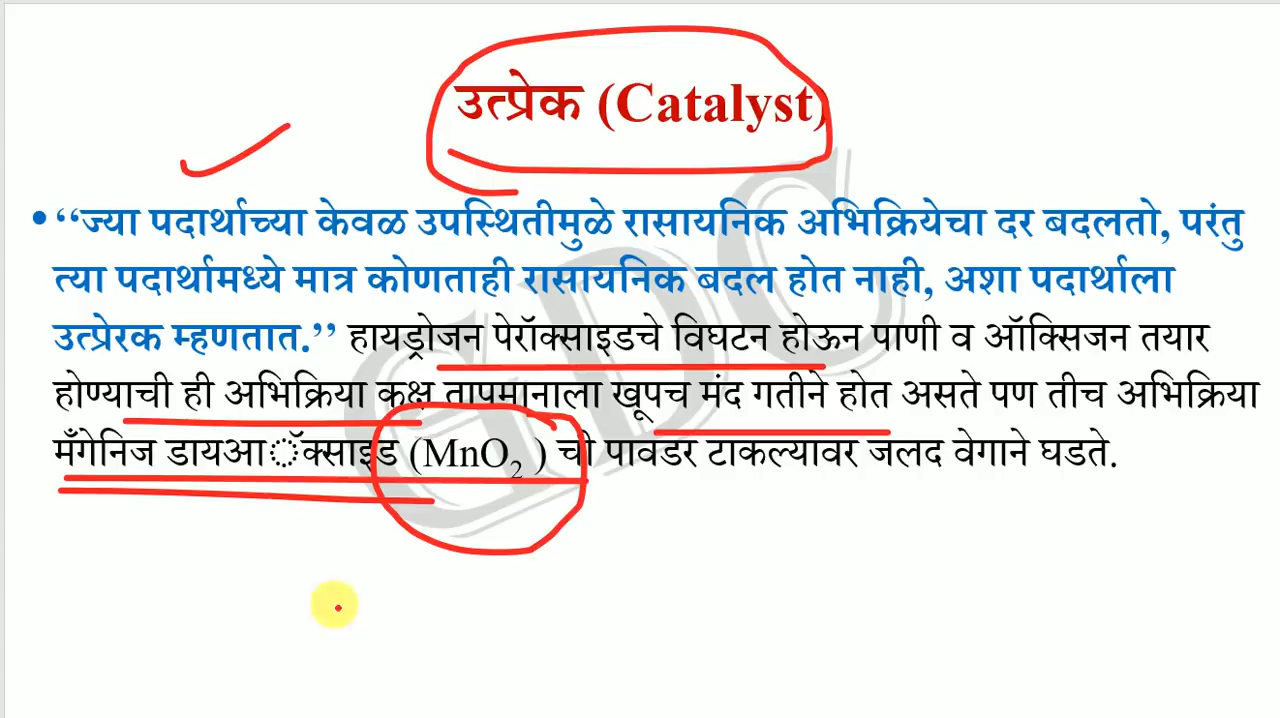 उत्प्रेक (Catalyst)
• “ज्या पदार्थाच्या केवळ उपस्थितीमुळे रासायनिक अभिक्रियेचा दर बदलतो, परंतु
त्या पदार्थामध्ये मात्र कोणताही रासायनिक बदल होत नाही, अशा पदार्थाला
उत्प्रेरक म्हणतात.” हायड्रोजन पेरॉक्साइडचे विघटन होऊन पाणी व ऑक्सिजन तयार
होण्याची ही अभिक्रिया कक्ष तापमानाला खूपच मंद गतीने होत असते पण तीच अभिक्रिया
मँगेनिज डायआॅक्साइड (MnO₂ ) ची पावडर टाकल्यावर जलद वेगाने घडते.
GDC